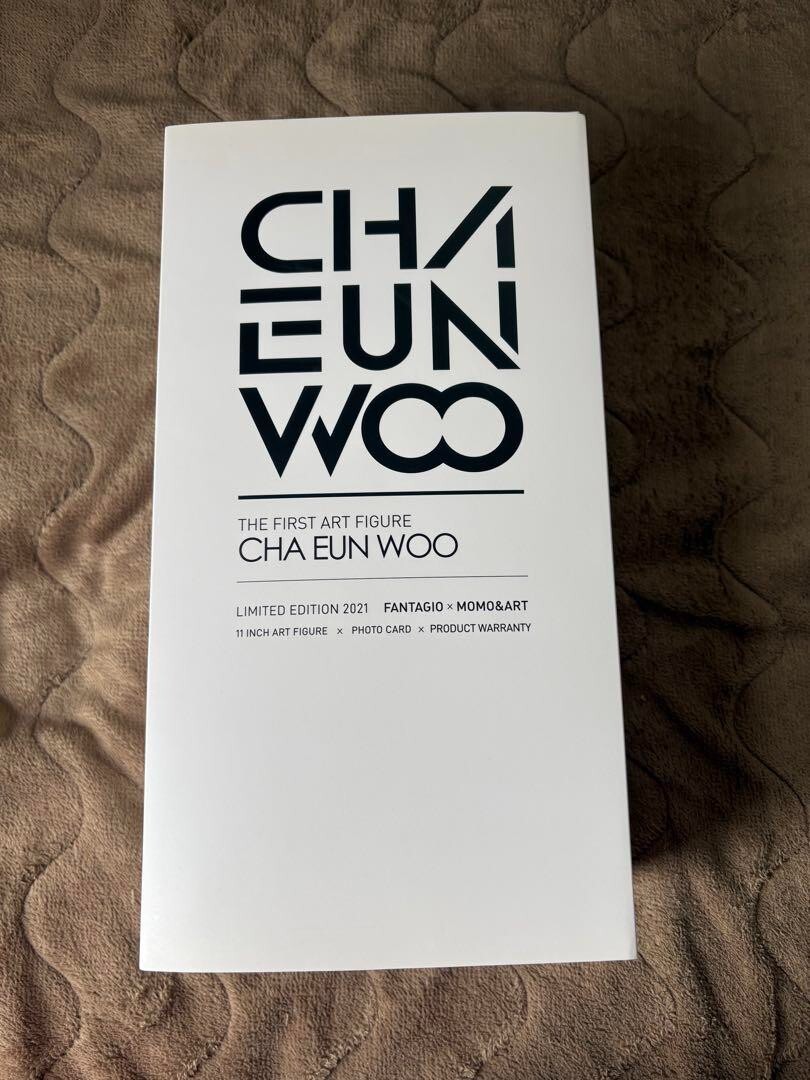 CHA
EUN
WOO
THE FIRST ART FIGURE
CHA EUN WOO
LIMITED EDITION 2021 FANTAGIO × MOMO&ART
11 INCH ART FIGURE × PHOTO CARD × PRODUCT WARRANTY